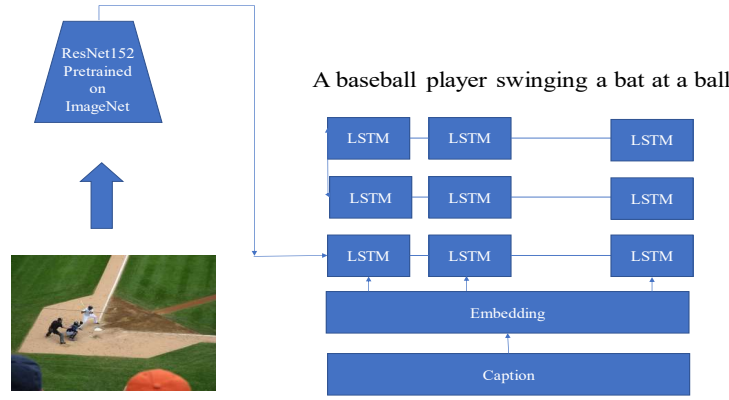 ResNet152
Pretrained
on
ImageNet
A baseball player swinging a bat at a ball
LSTM LSTM LSTM
LSTM LSTM LSTM
LSTM LSTM LSTM
Embedding
Caption